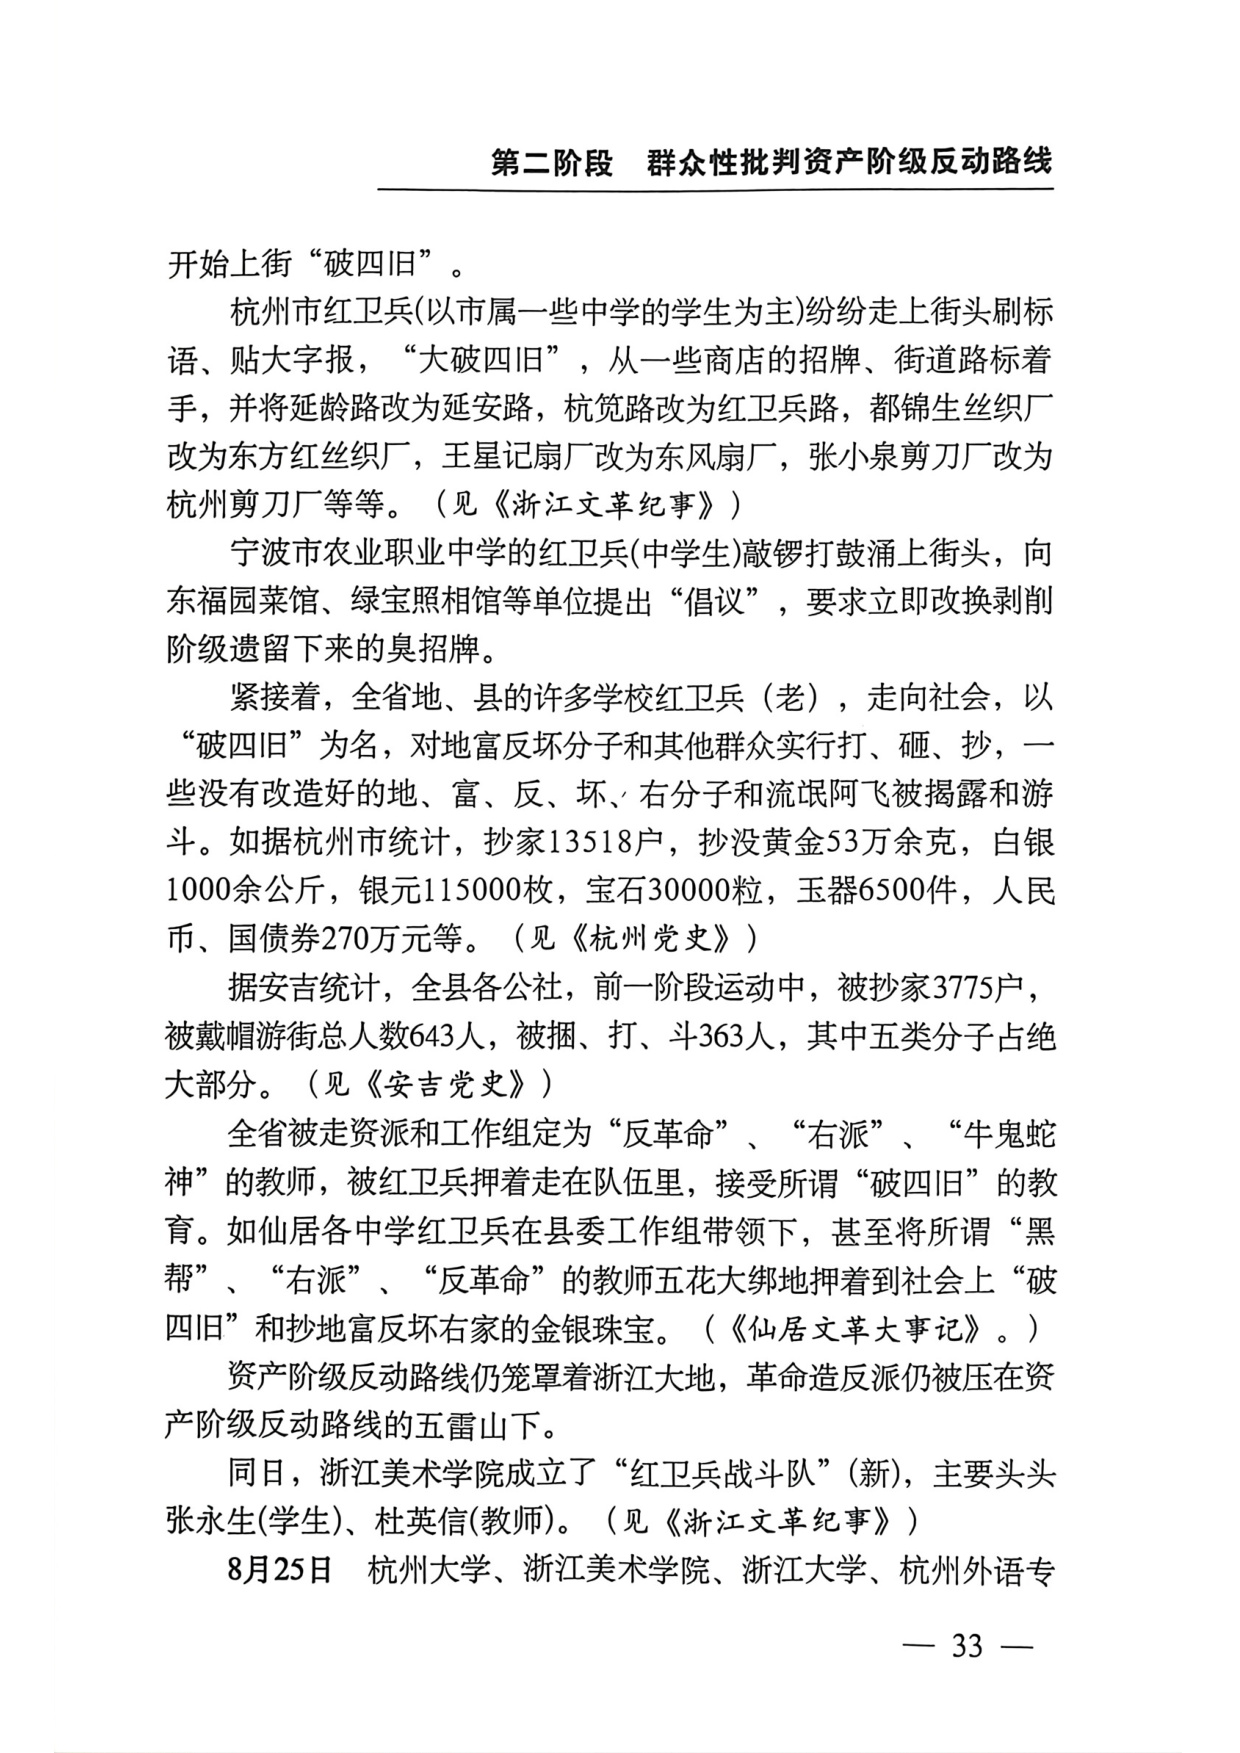 第二阶段　群众性批判资产阶级反动路线
开始上街“破四旧”。
杭州市红卫兵(以市属一些中学的学生为主)纷纷走上街头刷标
语、贴大字报，“大破四旧”，从一些商店的招牌、街道路标着
手，并将延龄路改为延安路，杭笕路改为红卫兵路，都锦生丝织厂
改为东方红丝织厂，王星记扇厂改为东风扇厂，张小泉剪刀厂改为
杭州剪刀厂等等。（见《浙江文革纪事》）
宁波市农业职业中学的红卫兵(中学生)敲锣打鼓涌上街头，向
东福园菜馆、绿宝照相馆等单位提出“倡议”，要求立即改换剥削
阶级遗留下来的臭招牌。
紧接着，全省地、县的许多学校红卫兵（老），走向社会，以
“破四旧”为名，对地富反坏分子和其他群众实行打、砸、抄，一
些没有改造好的地、富、反、坏、右分子和流氓阿飞被揭露和游
斗。如据杭州市统计，抄家13518户，抄没黄金53万余克，白银
1000余公斤，银元115000枚，宝石30000粒，玉器6500件，人民
币、国债券270万元等。（见《杭州党史》）
据安吉统计，全县各公社，前一阶段运动中，被抄家3775户，
被戴帽游街总人数643人，被捆、打、斗363人，其中五类分子占绝
大部分。（见《安吉党史》）
全省被走资派和工作组定为“反革命”、“右派”、“牛鬼蛇
神”的教师，被红卫兵押着走在队伍里，接受所谓“破四旧”的教
育。如仙居各中学红卫兵在县委工作组带领下，甚至将所谓“黑
帮”、“右派”、“反革命”的教师五花大绑地押着到社会上“破
四旧”和抄地富反坏右家的金银珠宝。（《仙居文革大事记》。）
资产阶级反动路线仍笼罩着浙江大地，革命造反派仍被压在资
产阶级反动路线的五雷山下。
同日，浙江美术学院成立了“红卫兵战斗队”(新)，主要头头
张永生(学生)、杜英信(教师)。（见《浙江文革纪事》）
8月25日　杭州大学、浙江美术学院、浙江大学、杭州外语专
— 33 —